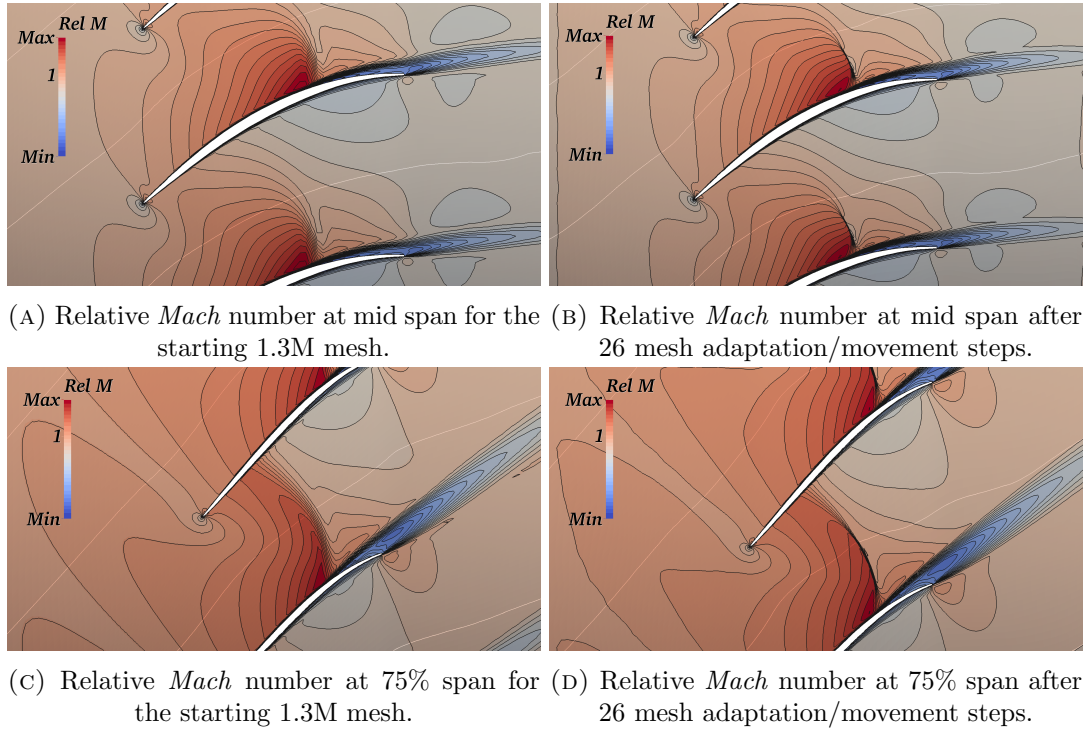 Rel M
Max
1
Min
Rel M
Max
1
Min
(A) Relative Mach number at mid span for the
starting 1.3M mesh.
(B) Relative Mach number at mid span after
26 mesh adaptation/movement steps.
Rel M
Max
1
Min
Rel M
Max
1
Min
(C) Relative Mach number at 75% span for
the starting 1.3M mesh.
(D) Relative Mach number at 75% span after
26 mesh adaptation/movement steps.